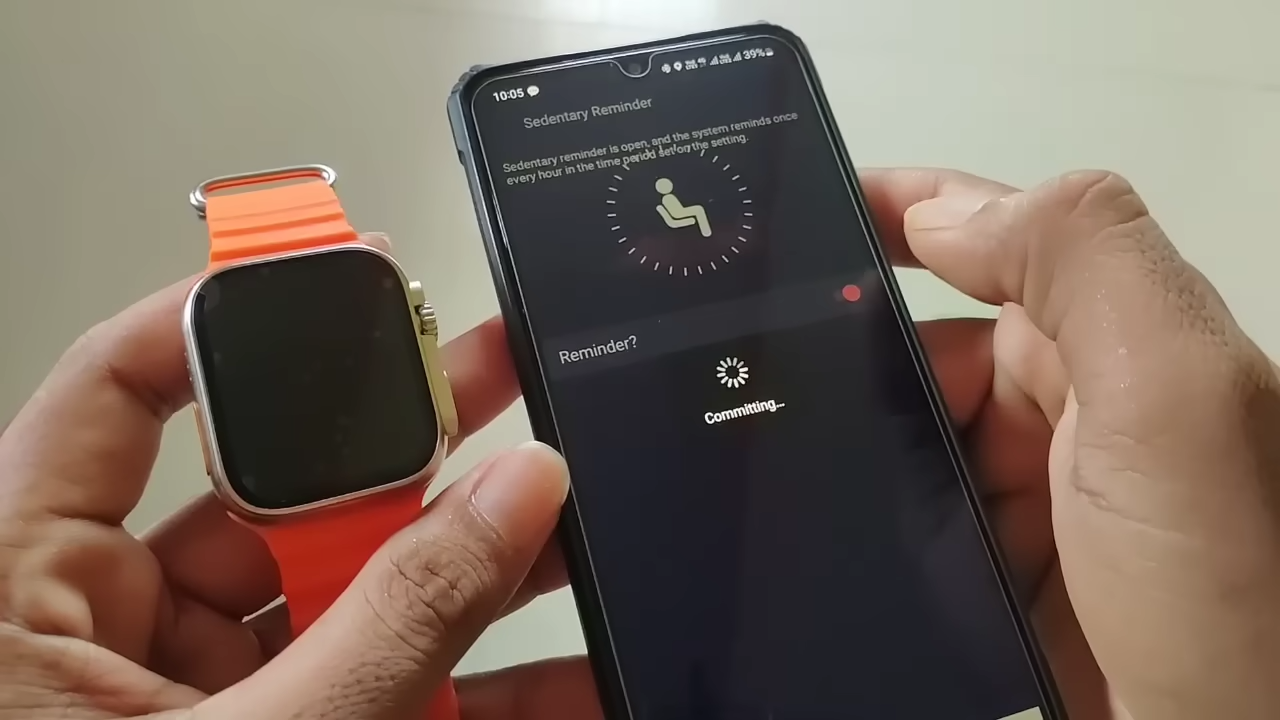 10:05
39%
Sedentary Reminder
Sedentary reminder is open, and the system reminds once
every hour in the time period set on the setting.
Reminder?
Committing...